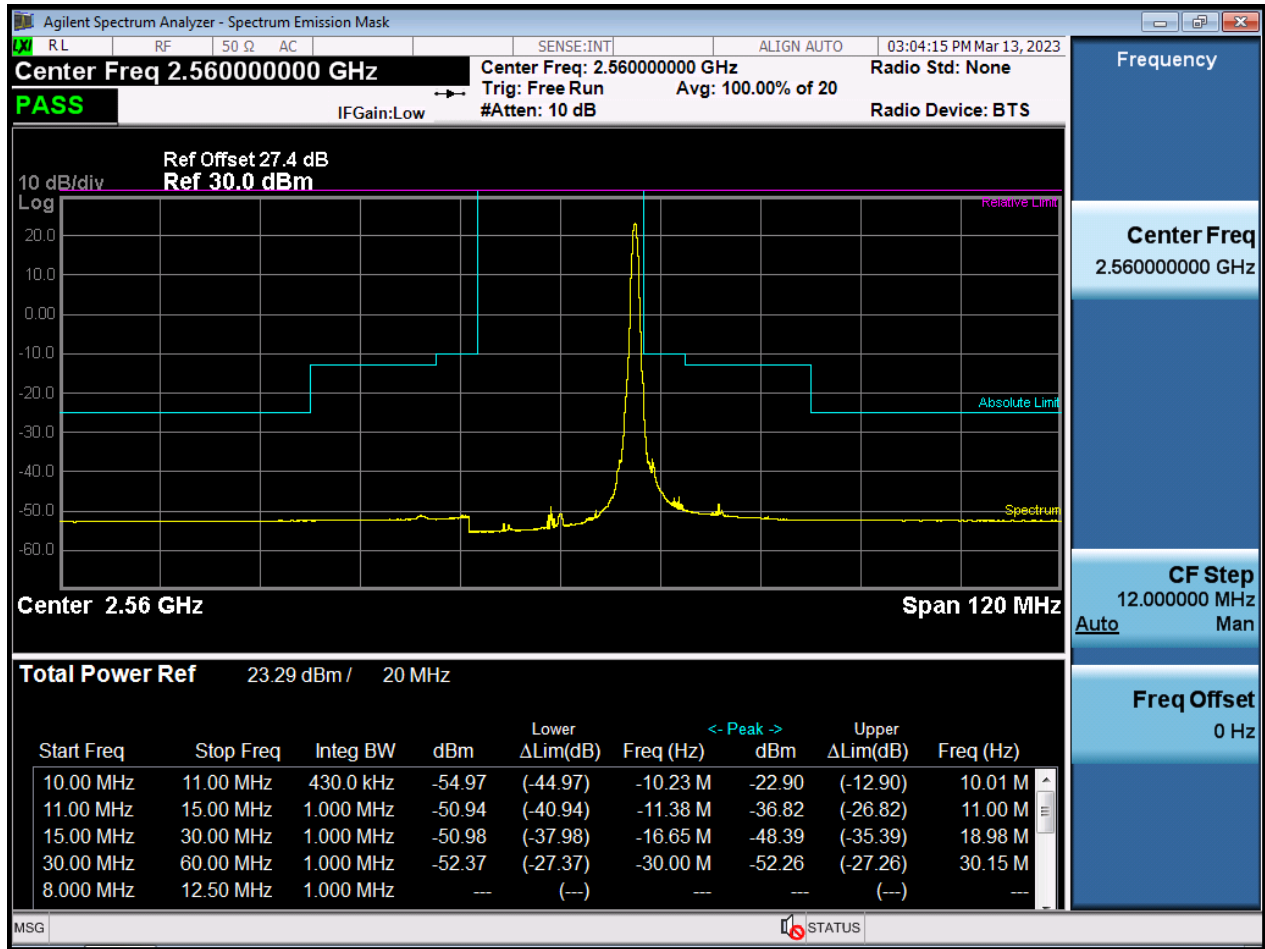 Agilent Spectrum Analyzer - Spectrum Emission Mask
LXI RL RF 50 Ω AC SENSE:INT ALIGN AUTO 03:04:15 PM Mar 13, 2023
Center Freq 2.560000000 GHz
Center Freq: 2.560000000 GHz Radio Std: None
Trig: Free Run Avg: 100.00% of 20
PASS IFGain:Low #Atten: 10 dB Radio Device: BTS
Ref Offset 27.4 dB
10 dB/div Ref 30.0 dBm
Log
Relative Limit
20.0
10.0
0.00
-10.0
-20.0
Absolute Limit
-30.0
-40.0
-50.0
Spectrum
-60.0
Center 2.56 GHz Span 120 MHz
Total Power Ref 23.29 dBm / 20 MHz
Lower <- Peak -> Upper
Start Freq Stop Freq Integ BW dBm ΔLim(dB) Freq (Hz) dBm ΔLim(dB) Freq (Hz)
10.00 MHz 11.00 MHz 430.0 kHz -54.97 (-44.97) -10.23 M -22.90 (-12.90) 10.01 M
11.00 MHz 15.00 MHz 1.000 MHz -50.94 (-40.94) -11.38 M -36.82 (-26.82) 11.00 M
15.00 MHz 30.00 MHz 1.000 MHz -50.98 (-37.98) -16.65 M -48.39 (-35.39) 18.98 M
30.00 MHz 60.00 MHz 1.000 MHz -52.37 (-27.37) -30.00 M -52.26 (-27.26) 30.15 M
8.000 MHz 12.50 MHz 1.000 MHz --- (---) --- --- (---) ---
MSG STATUS
Frequency
Center Freq
2.560000000 GHz
CF Step
12.000000 MHz
Auto Man
Freq Offset
0 Hz